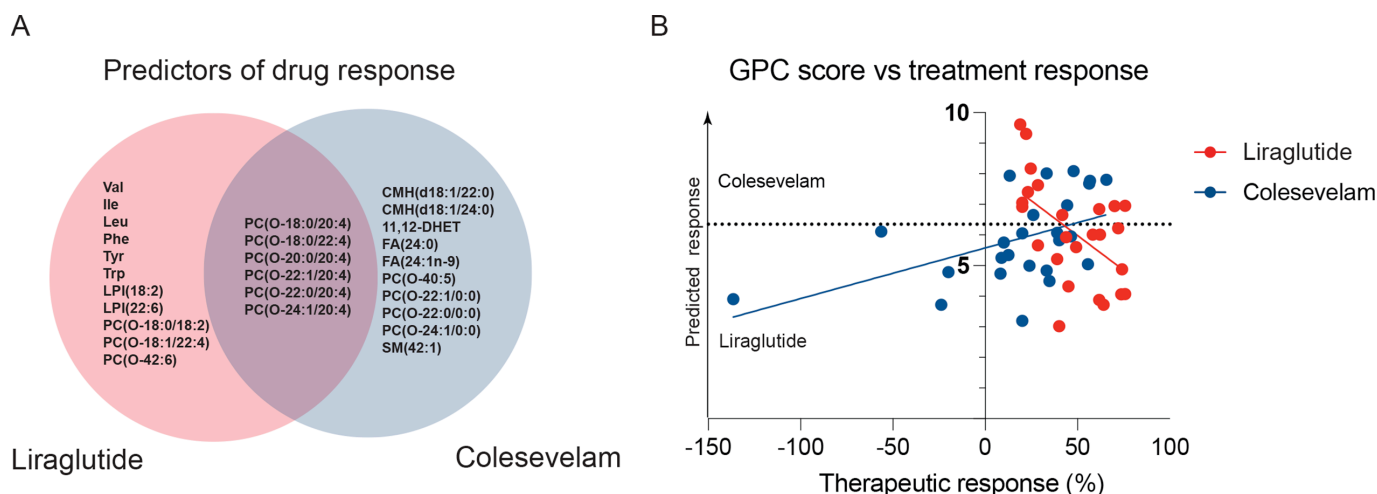 A
Predictors of drug response
Val
Ile
Leu
Phe
Tyr
Trp
LPI(18:2)
LPI(22:6)
PC(O-18:0/18:2)
PC(O-18:1/22:4)
PC(O-42:6)
PC(O-18:0/20:4)
PC(O-18:0/22:4)
PC(O-20:0/20:4)
PC(O-22:1/20:4)
PC(O-22:0/20:4)
PC(O-24:1/20:4)
CMH(d18:1/22:0)
CMH(d18:1/24:0)
11,12-DHET
FA(24:0)
FA(24:1n-9)
PC(O-40:5)
PC(O-22:1/0:0)
PC(O-22:0/0:0)
PC(O-24:1/0:0)
SM(42:1)
Liraglutide
Colesevelam
B
GPC score vs treatment response
Predicted response
Colesevelam
Liraglutide
10
5
-150 -100 -50 0 50 100
Therapeutic response (%)
Liraglutide
Colesevelam